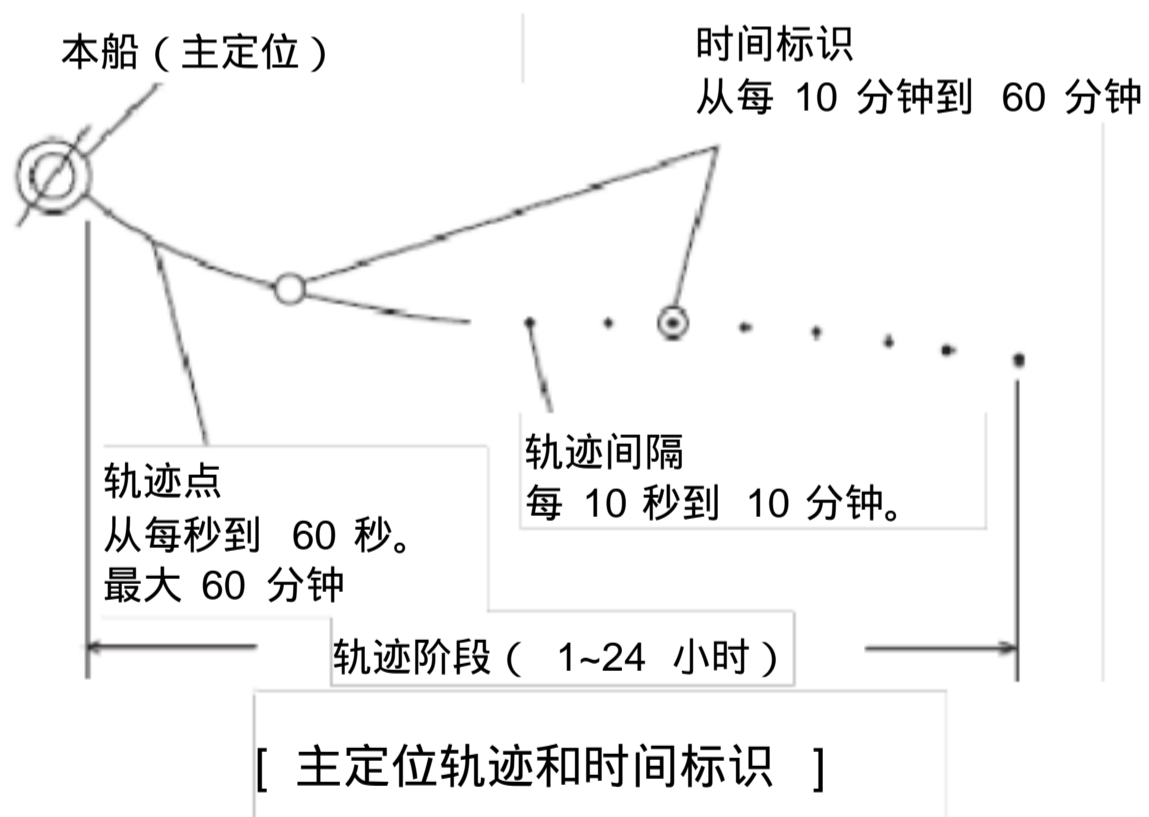 本船（主定位）
时间标识
从每 10 分钟到 60 分钟
轨迹间隔
每 10 秒到 10 分钟。
轨迹点
从每秒到 60 秒。
最大 60 分钟
轨迹阶段（ 1~24 小时）
[ 主定位轨迹和时间标识 ]